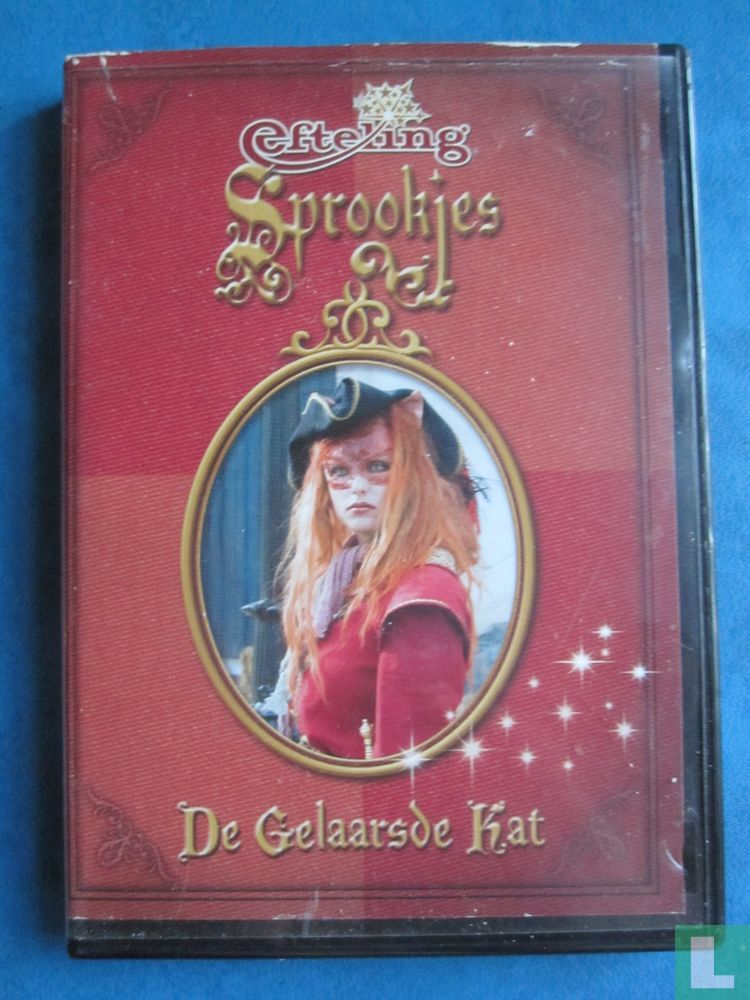 Efteling
Sprookjes
De Gelaarsde Kat
L